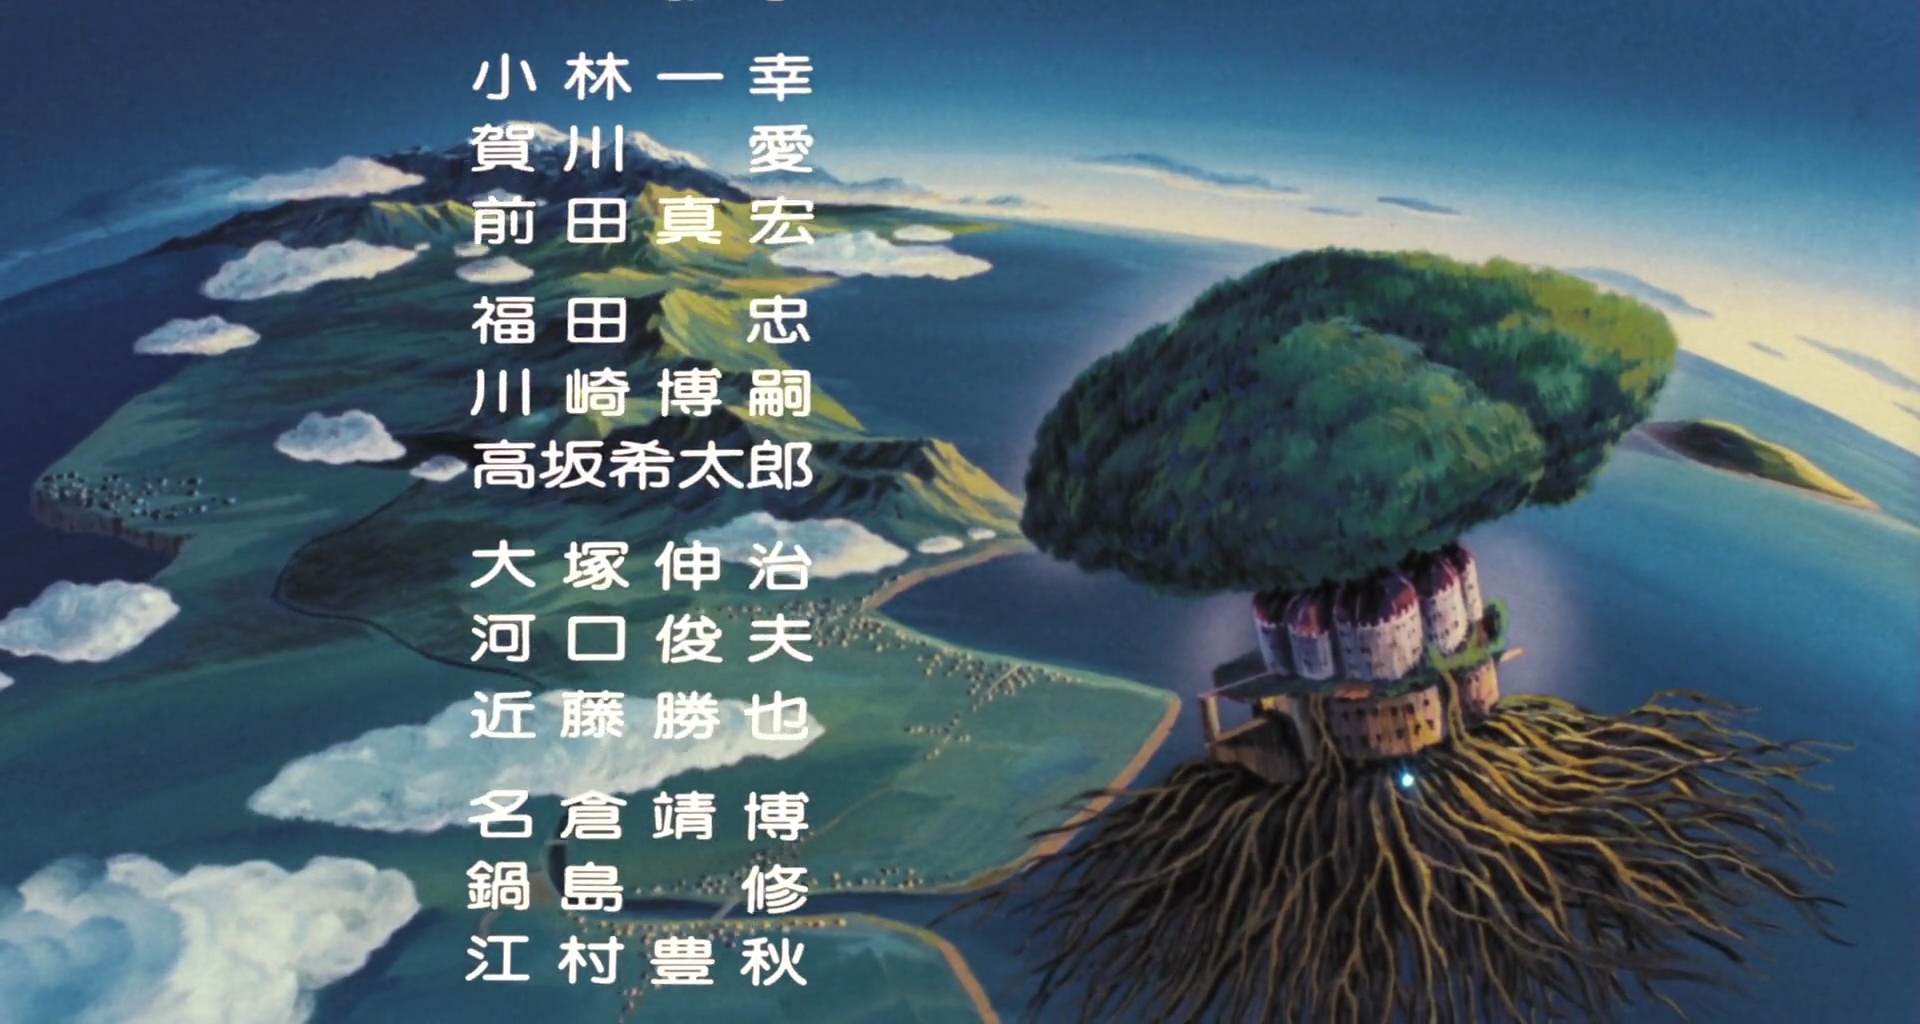 小林一幸
賀川 愛
前田真宏
福田 忠
川崎博嗣
高坂希太郎
大塚伸治
河口俊夫
近藤勝也
名倉靖博
鍋島 修
江村豊秋